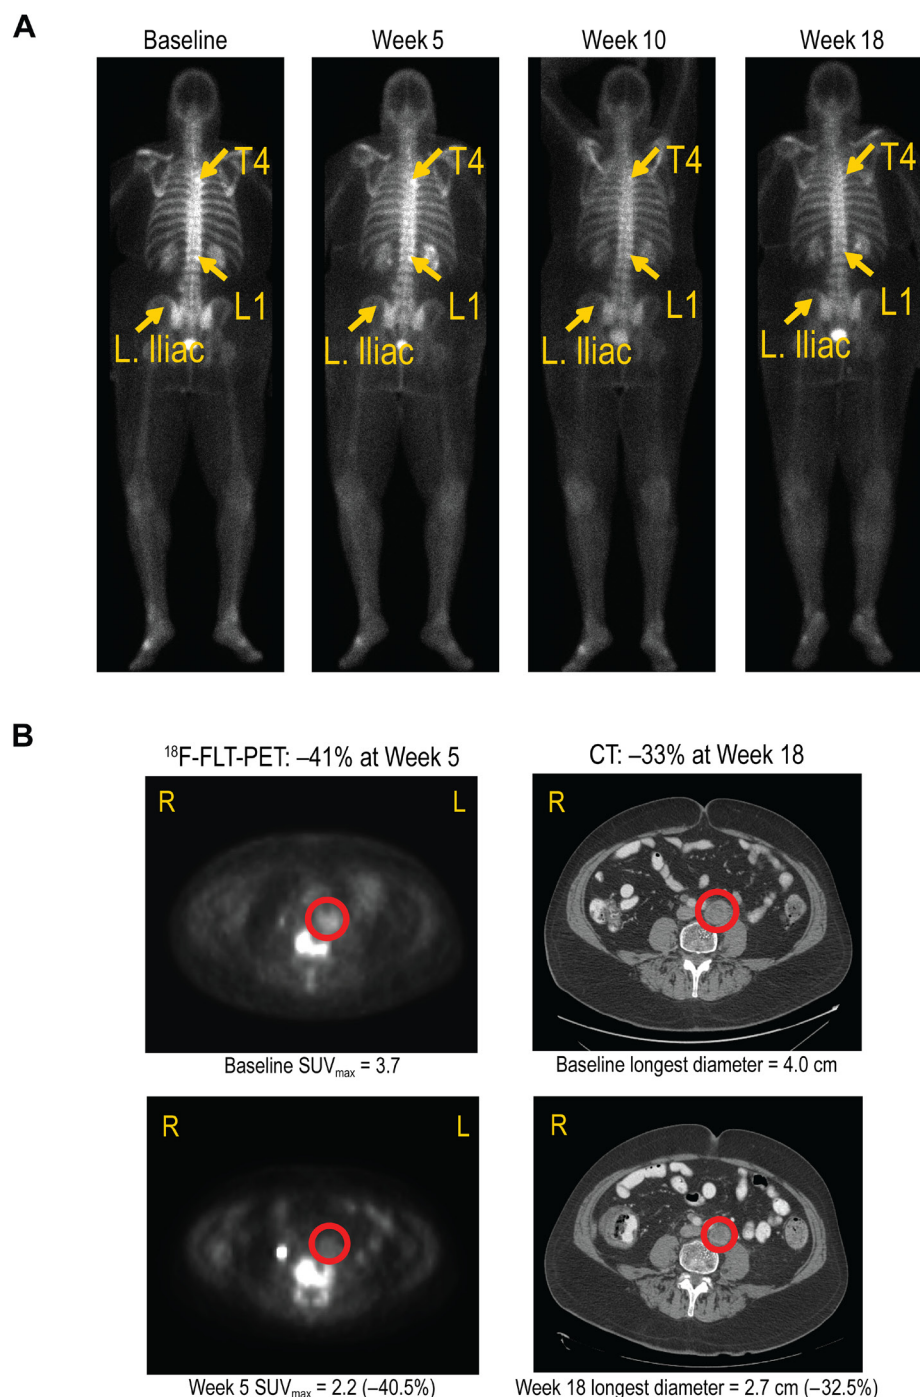 A
Baseline
Week 5
Week 10
Week 18
T4
L1
L. Iliac
T4
L1
L. Iliac
T4
L1
L. Iliac
T4
L1
L. Iliac
B
¹⁸F-FLT-PET: –41% at Week 5
CT: –33% at Week 18
R
L
R
Baseline SUVmax = 3.7
Baseline longest diameter = 4.0 cm
R
L
R
Week 5 SUVmax = 2.2 (–40.5%)
Week 18 longest diameter = 2.7 cm (–32.5%)